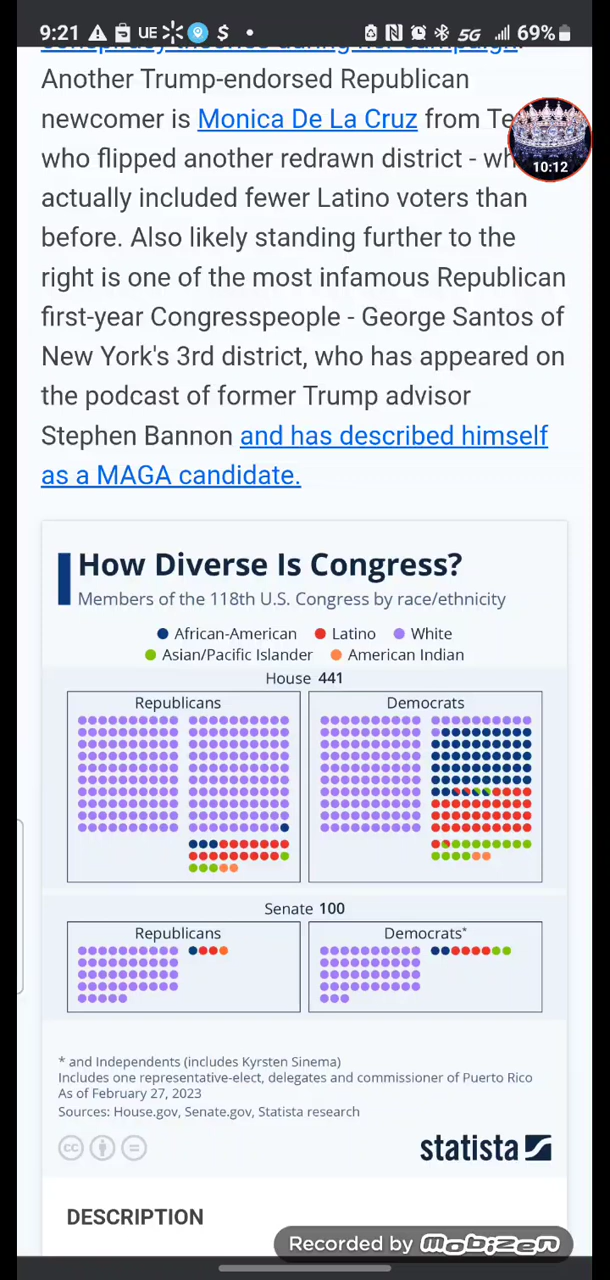 9:21 UE $ 5G 69%
conspiracy theories during her campaign.
Another Trump-endorsed Republican
newcomer is Monica De La Cruz from Te
10:12
who flipped another redrawn district - wh
actually included fewer Latino voters than
before. Also likely standing further to the
right is one of the most infamous Republican
first-year Congresspeople - George Santos of
New York's 3rd district, who has appeared on
the podcast of former Trump advisor
Stephen Bannon and has described himself
as a MAGA candidate.
How Diverse Is Congress?
Members of the 118th U.S. Congress by race/ethnicity
African-American Latino White
Asian/Pacific Islander American Indian
House 441
Republicans Democrats
Senate 100
Republicans Democrats*
* and Independents (includes Kyrsten Sinema)
Includes one representative-elect, delegates and commissioner of Puerto Rico
As of February 27, 2023
Sources: House.gov, Senate.gov, Statista research
cc
statista
DESCRIPTION
Recorded by mobizen